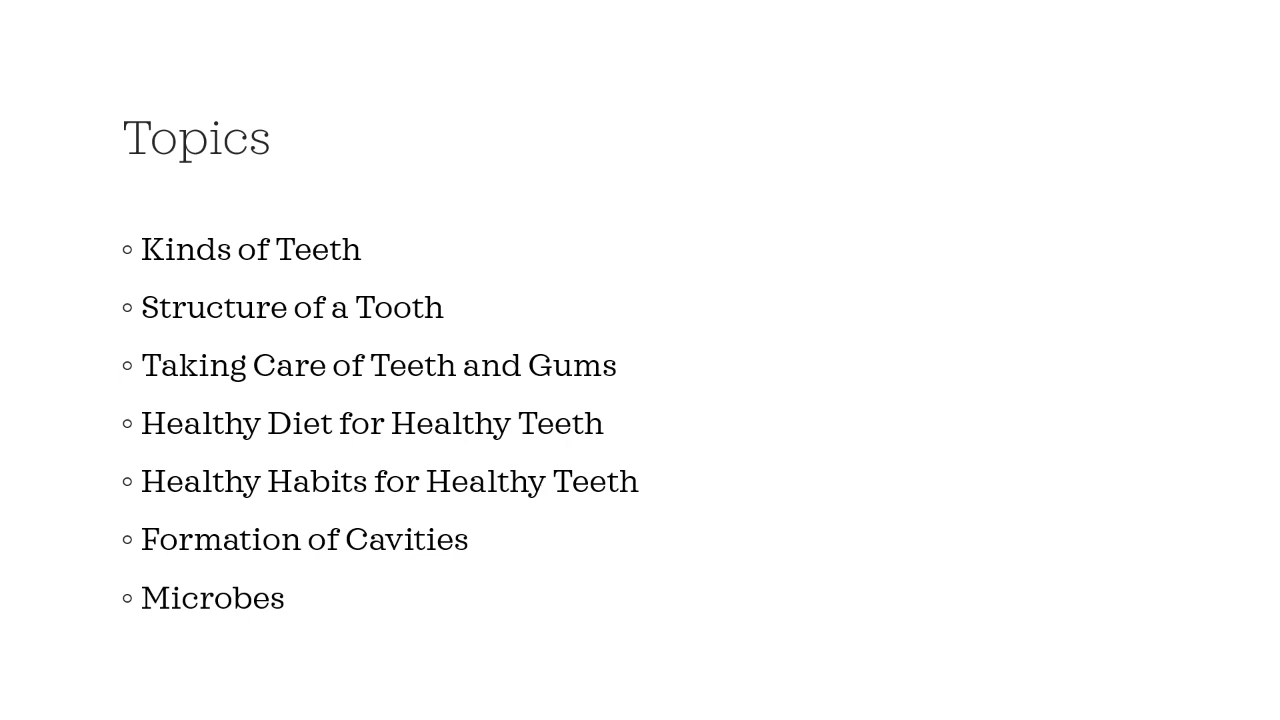 Topics
◦ Kinds of Teeth
◦ Structure of a Tooth
◦ Taking Care of Teeth and Gums
◦ Healthy Diet for Healthy Teeth
◦ Healthy Habits for Healthy Teeth
◦ Formation of Cavities
◦ Microbes